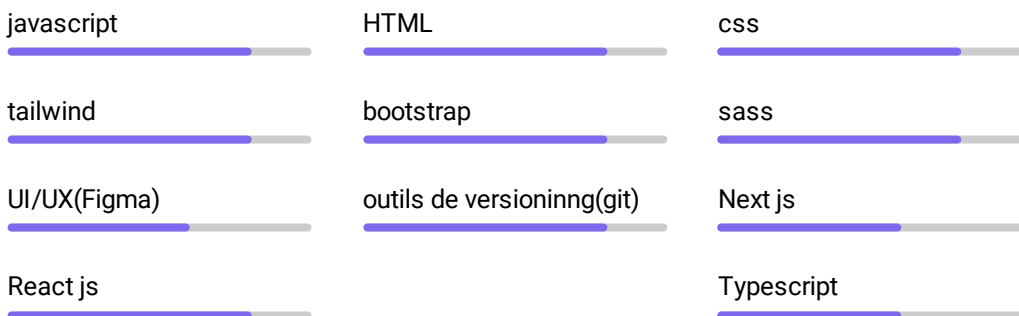 javascript
HTML
css
tailwind
bootstrap
sass
UI/UX(Figma)
outils de versioninng(git)
Next js
React js
Typescript